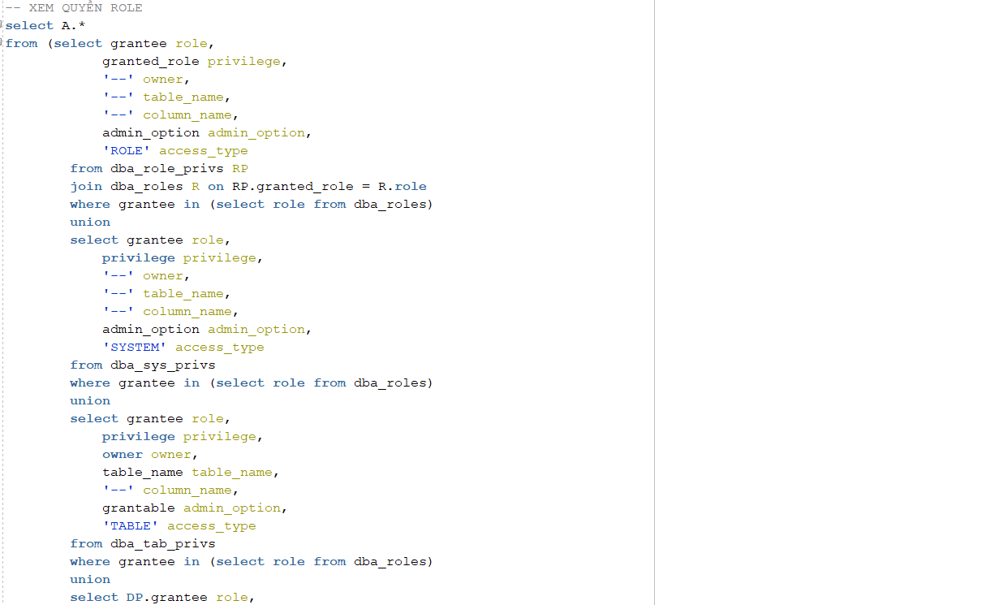 -- XEM QUYỀN ROLE
select A.*
from (select grantee role,
granted_role privilege,
'--' owner,
'--' table_name,
'--' column_name,
admin_option admin_option,
'ROLE' access_type
from dba_role_privs RP
join dba_roles R on RP.granted_role = R.role
where grantee in (select role from dba_roles)
union
select grantee role,
privilege privilege,
'--' owner,
'--' table_name,
'--' column_name,
admin_option admin_option,
'SYSTEM' access_type
from dba_sys_privs
where grantee in (select role from dba_roles)
union
select grantee role,
privilege privilege,
owner owner,
table_name table_name,
'--' column_name,
grantable admin_option,
'TABLE' access_type
from dba_tab_privs
where grantee in (select role from dba_roles)
union
select DP.grantee role,